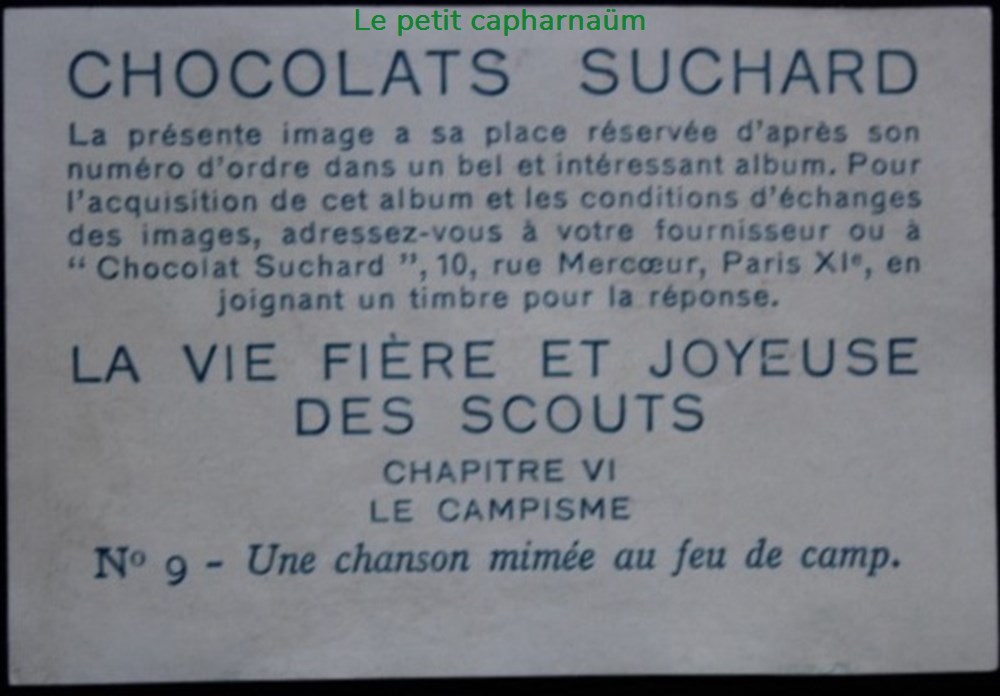 Le petit capharnaüm
CHOCOLATS SUCHARD
La présente image a sa place réservée d'après son
numéro d'ordre dans un bel et intéressant album. Pour
l'acquisition de cet album et les conditions d'échanges
des images, adressez-vous à votre fournisseur ou à
“ Chocolat Suchard ”, 10, rue Mercœur, Paris XIᵉ, en
joignant un timbre pour la réponse.
LA VIE FIÈRE ET JOYEUSE
DES SCOUTS
CHAPITRE VI
LE CAMPISME
Nº 9 - Une chanson mimée au feu de camp.